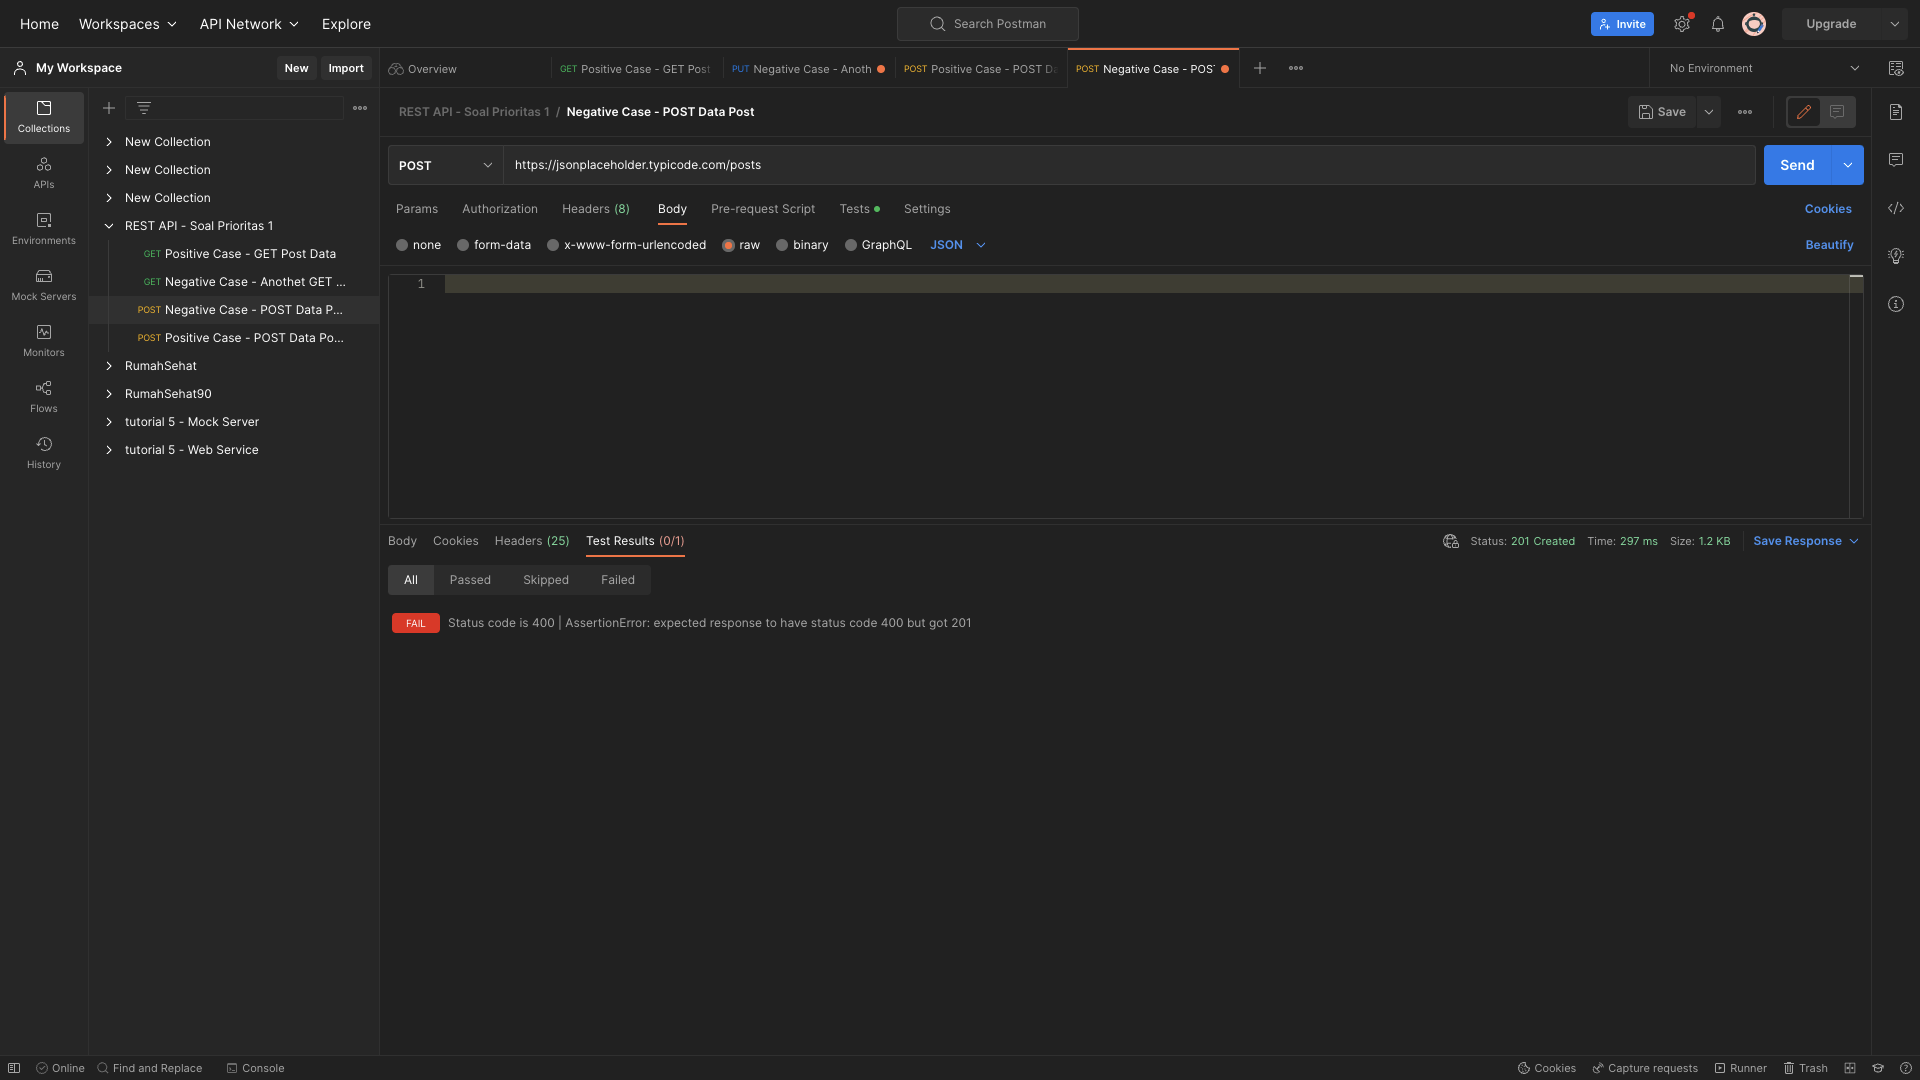 Home Workspaces API Network Explore Search Postman Invite Upgrade
My Workspace New Import Overview GET Positive Case - GET Post PUT Negative Case - Anoth POST Positive Case - POST D POST Negative Case - POS No Environment
REST API - Soal Prioritas 1 / Negative Case - POST Data Post Save
POST https://jsonplaceholder.typicode.com/posts Send
Params Authorization Headers (8) Body Pre-request Script Tests Settings Cookies
none form-data x-www-form-urlencoded raw binary GraphQL JSON Beautify
1
Collections
APIs
Environments
Mock Servers
Monitors
Flows
History
New Collection
New Collection
New Collection
REST API - Soal Prioritas 1
GET Positive Case - GET Post Data
GET Negative Case - Anothet GET ...
POST Negative Case - POST Data P...
POST Positive Case - POST Data Po...
RumahSehat
RumahSehat90
tutorial 5 - Mock Server
tutorial 5 - Web Service
Body Cookies Headers (25) Test Results (0/1) Status: 201 Created Time: 297 ms Size: 1.2 KB Save Response
All Passed Skipped Failed
FAIL Status code is 400 | AssertionError: expected response to have status code 400 but got 201
Online Find and Replace Console Cookies Capture requests Runner Trash